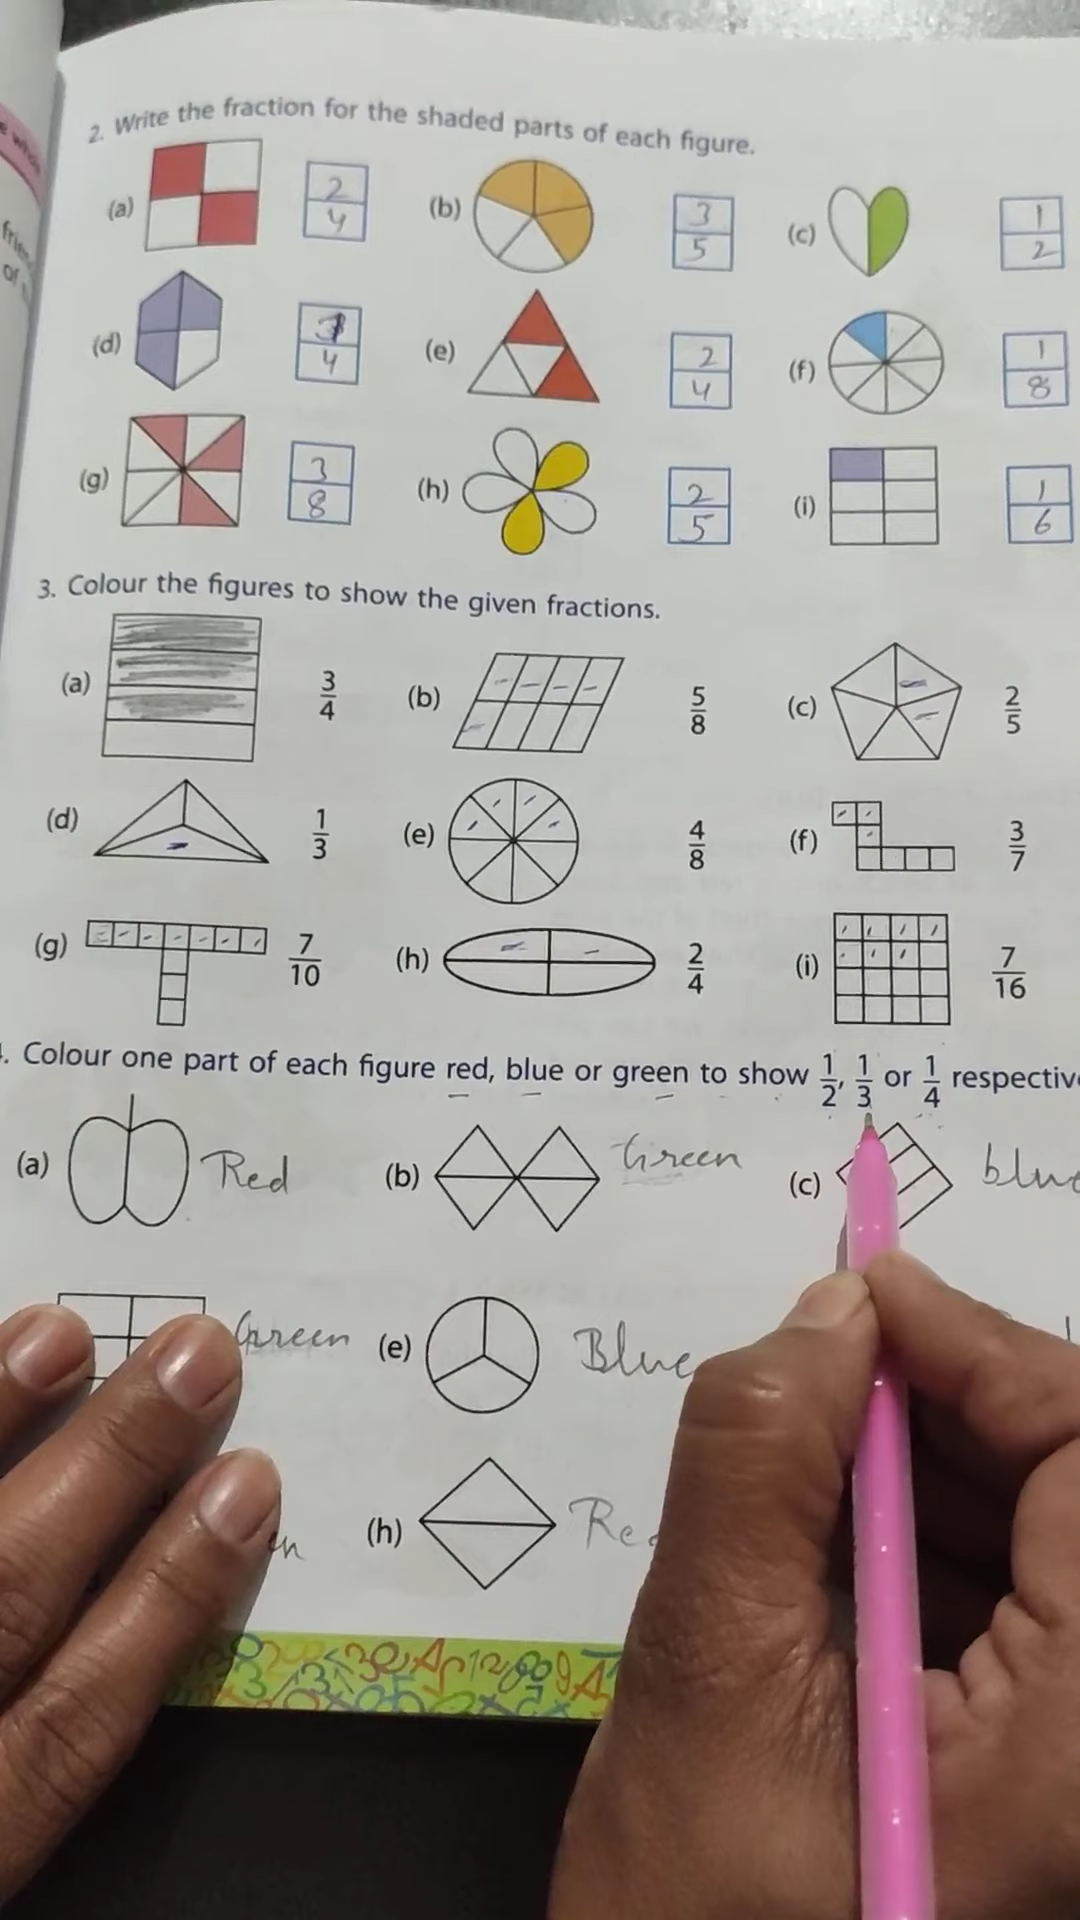 2. Write the fraction for the shaded parts of each figure.
(a) 2/4 (b) 3/5 (c) 1/2
(d) 3/4 (e) 2/4 (f) 1/8
(g) 3/8 (h) 2/5 (i) 1/6
3. Colour the figures to show the given fractions.
(a) 3/4 (b) 5/8 (c) 2/5
(d) 1/3 (e) 4/8 (f) 3/7
(g) 7/10 (h) 2/4 (i) 7/16
. Colour one part of each figure red, blue or green to show 1/2, 1/3 or 1/4
(a) Red (b) Green (c)
Green (e) Blue
(h)